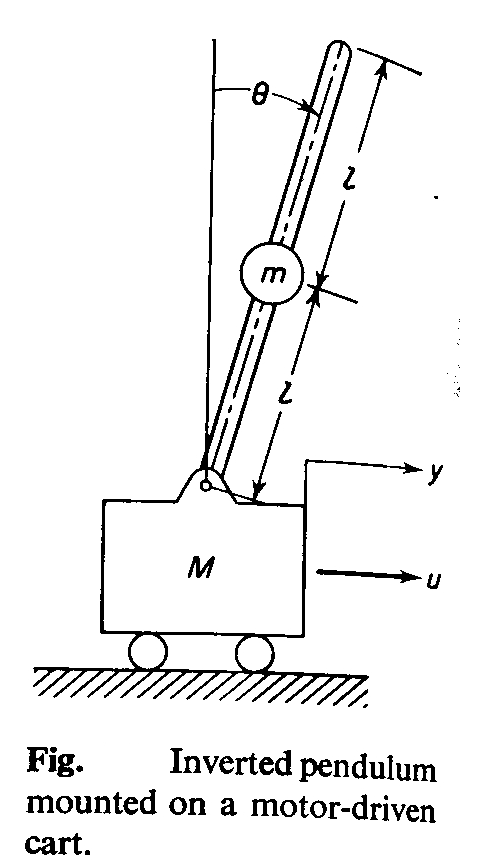 θ
l
m
l
y
M
u
Fig. Inverted pendulum
mounted on a motor-driven
cart.